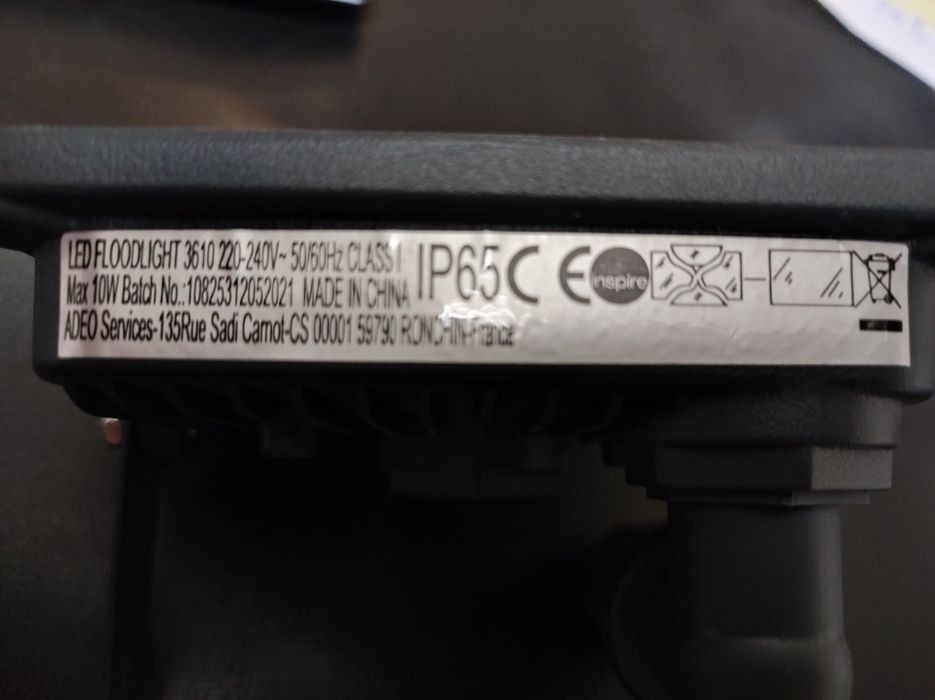 LED FLOODLIGHT 3610 220-240V~ 50/60Hz CLASS I
Max 10W Batch No.:10825312052021 MADE IN CHINA
ADEO Services-135Rue Sadi Carnot-CS 00001 59790 RONCHIN-France
IP65 CE inspire